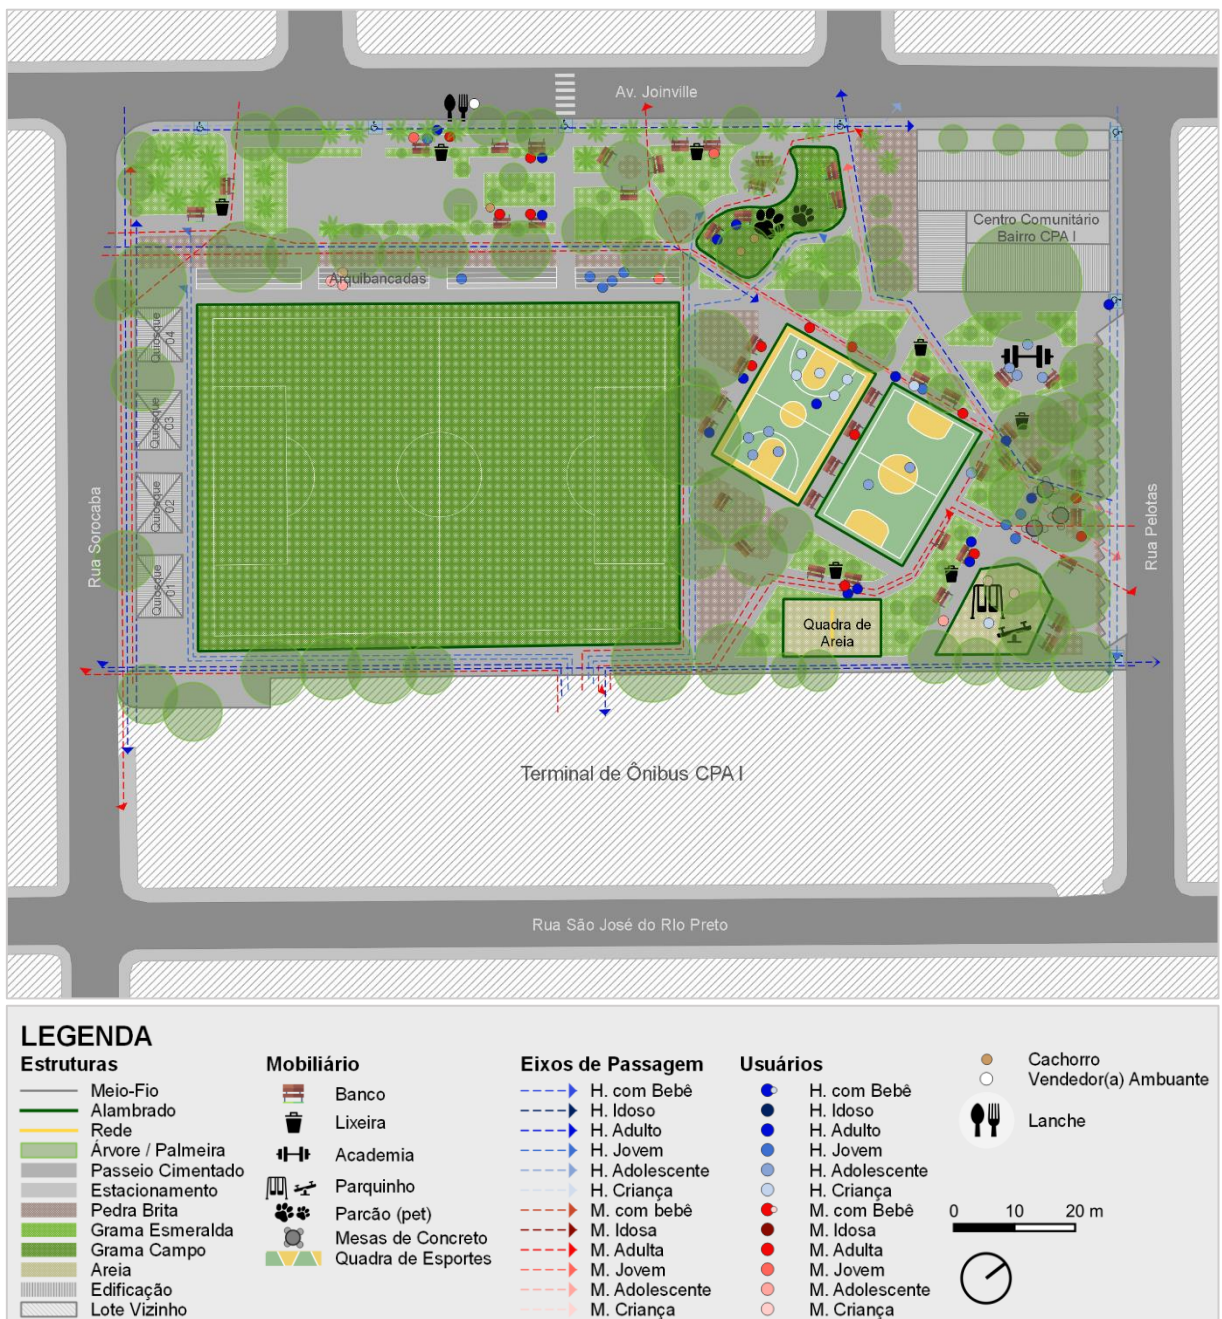 Av. Joinville
Centro Comunitário
Bairro CPA I
Arquibancadas
Quiosque
04
Quiosque
03
Quiosque
02
Quiosque
01
Rua Sorocaba
Rua Pelotas
Quadra de
Areia
Terminal de Ônibus CPA I
Rua São José do RIo Preto
LEGENDA
Estruturas
Meio-Fio
Alambrado
Rede
Árvore / Palmeira
Passeio Cimentado
Estacionamento
Pedra Brita
Grama Esmeralda
Grama Campo
Areia
Edificação
Lote Vizinho
Mobiliário
Banco
Lixeira
Academia
Parquinho
Parcão (pet)
Mesas de Concreto
Quadra de Esportes
Eixos de Passagem
H. com Bebê
H. Idoso
H. Adulto
H. Jovem
H. Adolescente
H. Criança
M. com bebê
M. Idosa
M. Adulta
M. Jovem
M. Adolescente
M. Criança
Usuários
H. com Bebê
H. Idoso
H. Adulto
H. Jovem
H. Adolescente
H. Criança
M. com Bebê
M. Idosa
M. Adulta
M. Jovem
M. Adolescente
M. Criança
Cachorro
Vendedor(a) Ambuante
Lanche
0 10 20 m